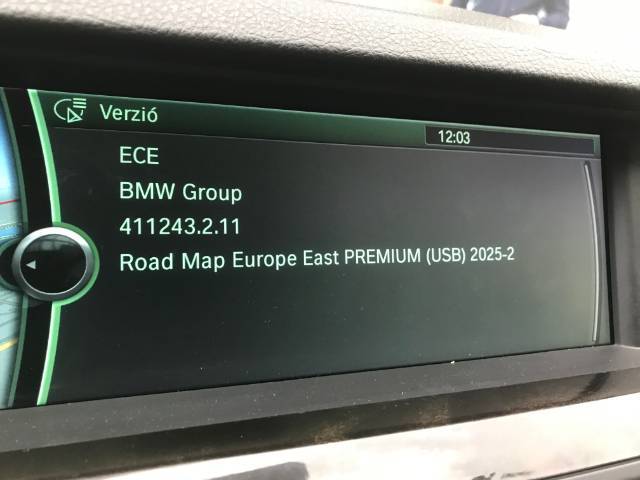 Verzió
12:03
ECE
BMW Group
411243.2.11
Road Map Europe East PREMIUM (USB) 2025-2